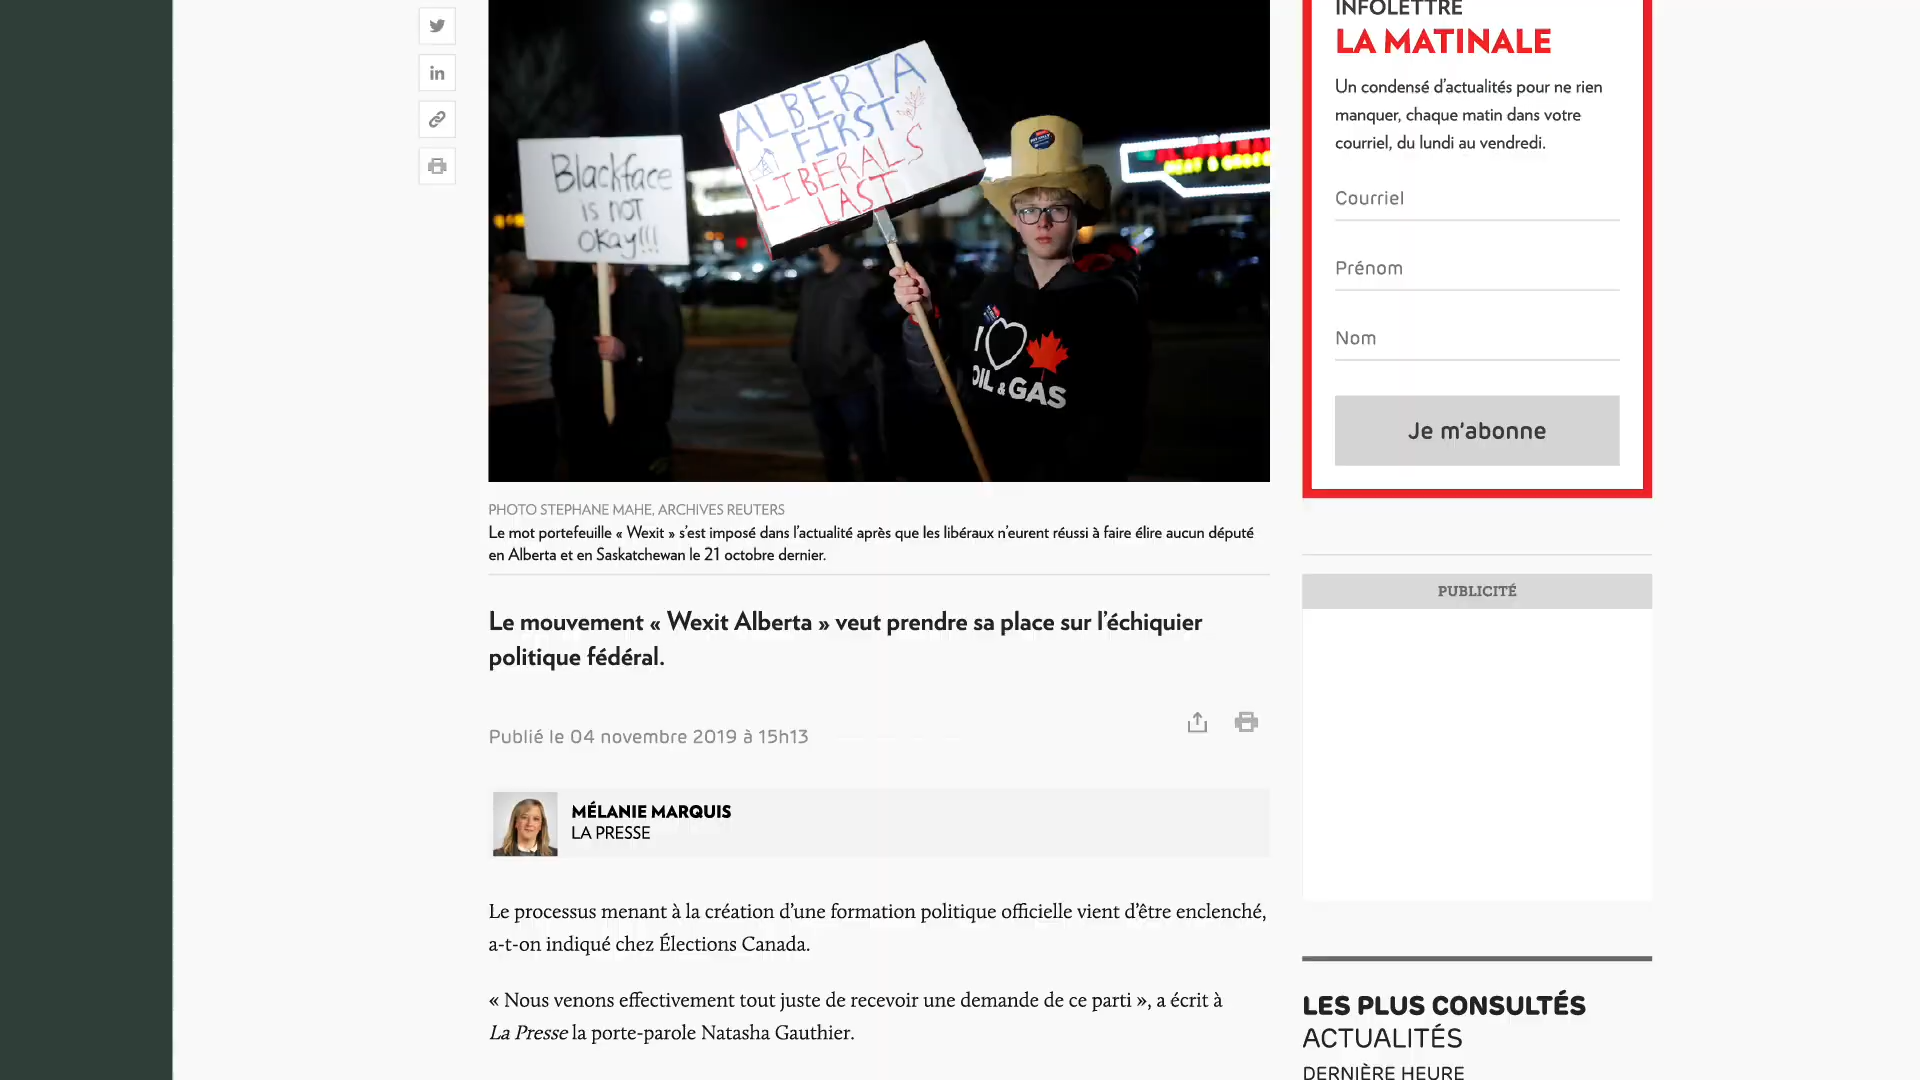 Blackface
is not
okay!!!
ALBERTA
FIRST
LIBERALS
LAST
I
OIL & GAS
PHOTO STEPHANE MAHE, ARCHIVES REUTERS
Le mot portefeuille « Wexit » s’est imposé dans l’actualité après que les libéraux n’eurent réussi à faire élire aucun député
en Alberta et en Saskatchewan le 21 octobre dernier.
Le mouvement « Wexit Alberta » veut prendre sa place sur l’échiquier
politique fédéral.
Publié le 04 novembre 2019 à 15h13
MÉLANIE MARQUIS
LA PRESSE
Le processus menant à la création d’une formation politique officielle vient d’être enclenché,
a-t-on indiqué chez Élections Canada.
« Nous venons effectivement tout juste de recevoir une demande de ce parti », a écrit à
La Presse la porte-parole Natasha Gauthier.
INFOLETTRE
LA MATINALE
Un condensé d’actualités pour ne rien
manquer, chaque matin dans votre
courriel, du lundi au vendredi.
Courriel
Prénom
Nom
Je m’abonne
PUBLICITÉ
LES PLUS CONSULTÉS
ACTUALITÉS
DERNIÈRE HEURE